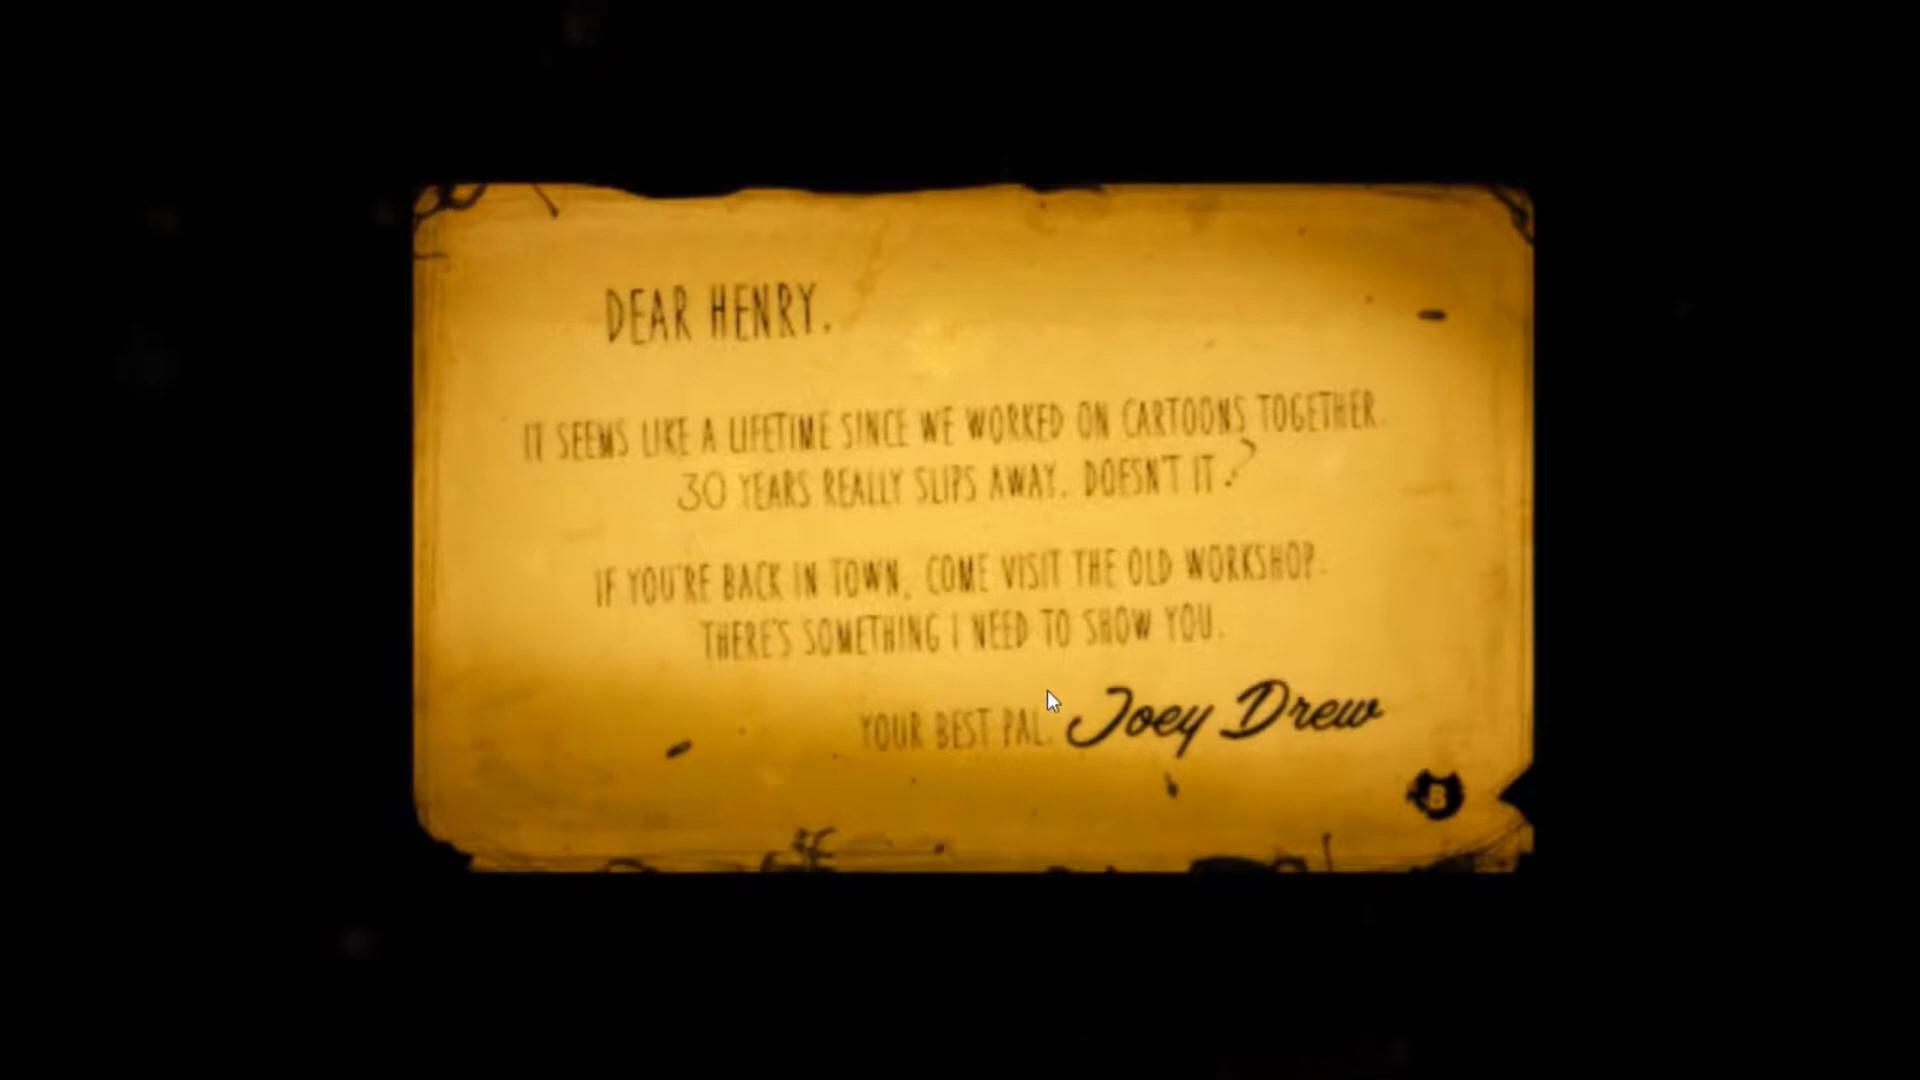 DEAR HENRY,
IT SEEMS LIKE A LIFETIME SINCE WE WORKED ON CARTOONS TOGETHER.
30 YEARS REALLY SLIPS AWAY, DOESN'T IT?
IF YOU'RE BACK IN TOWN, COME VISIT THE OLD WORKSHOP.
THERE'S SOMETHING I NEED TO SHOW YOU.
YOUR BEST PAL, Joey Drew
B